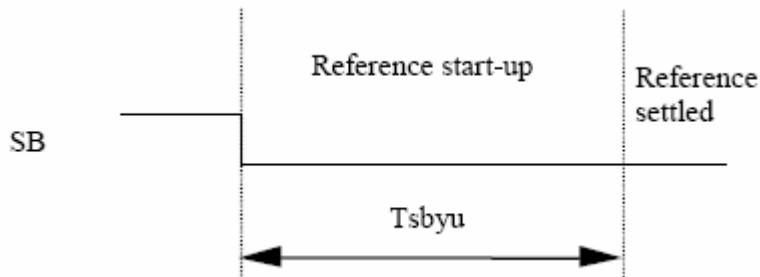 Reference start-up
Reference
settled
SB
Tsbyu